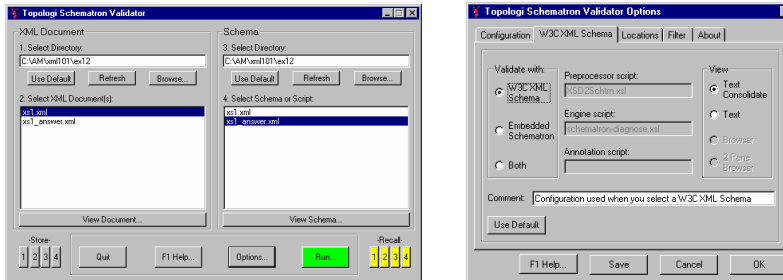 Topologi Schematron Validator
XML Document
1. Select Directory:
C:\AM\xml101\ex12
Use Default Refresh Browse...
2. Select XML Document(s):
xs1.xml
xs1_answer.xml
View Document...
Schema
3. Select Directory:
C:\AM\xml101\ex12
Use Default Refresh Browse...
4. Select Schema or Script:
xs1.xml
xs1_answer.xml
View Schema...
-Store-
1 2 3 4
Quit F1 Help... Options... Run...
-Recall-
1 2 3 4
Topologi Schematron Validator Options
Configuration W3C XML Schema Locations Filter About
Validate with:
W3C XML
Schema
Embedded
Schematron
Both
Preprocessor script:
XSD2Schtrn.xsl
Engine script:
schematron-diagnose.xsl
Annotation script:
View
Text
Consolidate
Text
Browser
2 Pane
Browser
Comment: Configuration used when you select a W3C XML Schema
Use Default
F1 Help... Save Cancel OK